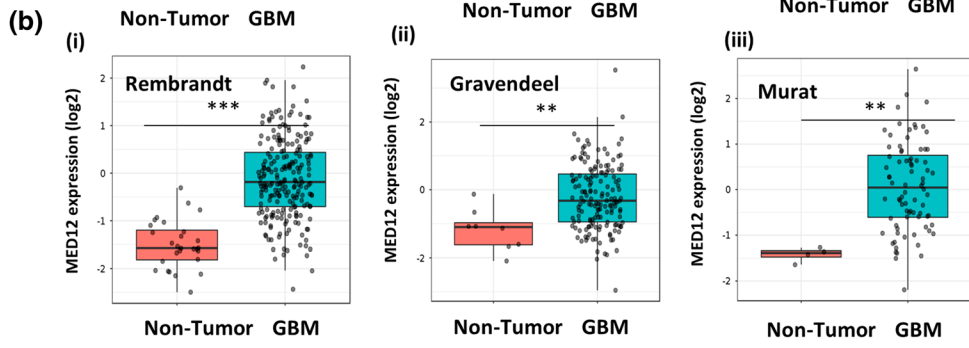 Non-Tumor GBM
Non-Tumor GBM
Non-Tumor GBM
(b)
(i)
(ii)
(iii)
Rembrandt
***
MED12 expression (log2)
2
1
0
-1
-2
Non-Tumor GBM
Gravendeel
**
MED12 expression (log2)
2
0
-2
Non-Tumor GBM
Murat
**
MED12 expression (log2)
2
1
0
-1
-2
Non-Tumor GBM